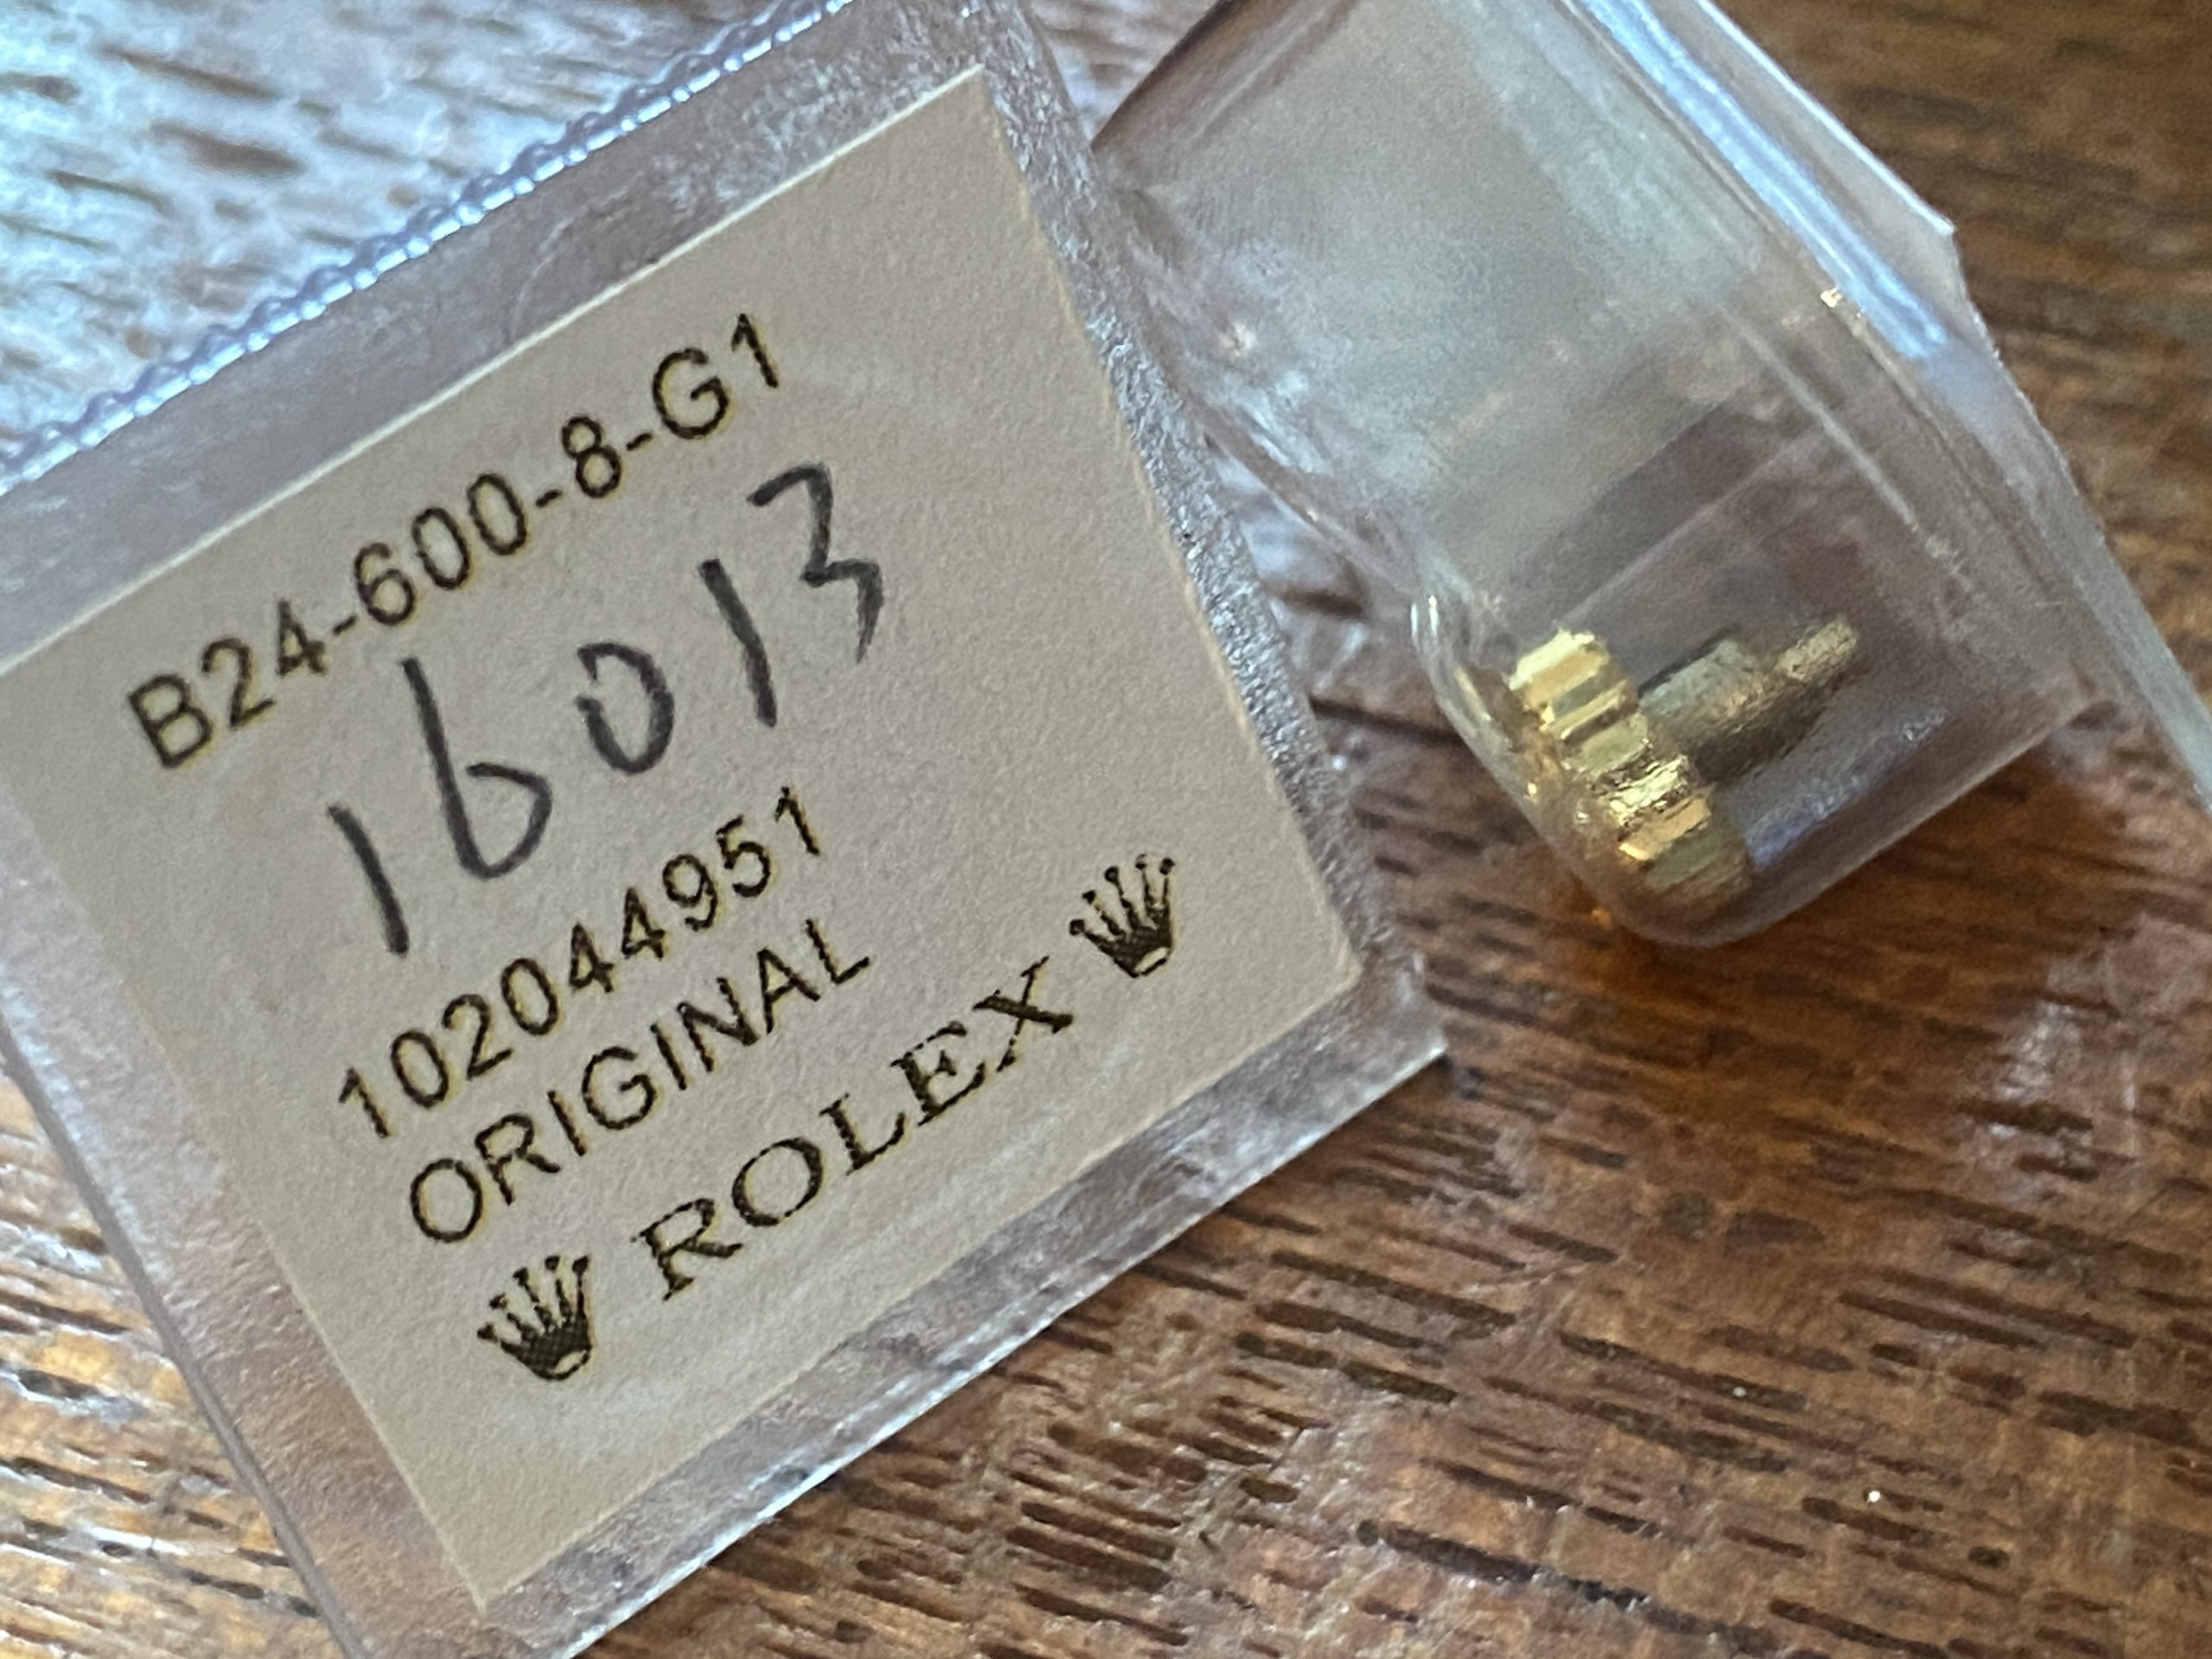 B24-600-8-G1
16013
102044951
ORIGINAL
ROLEX